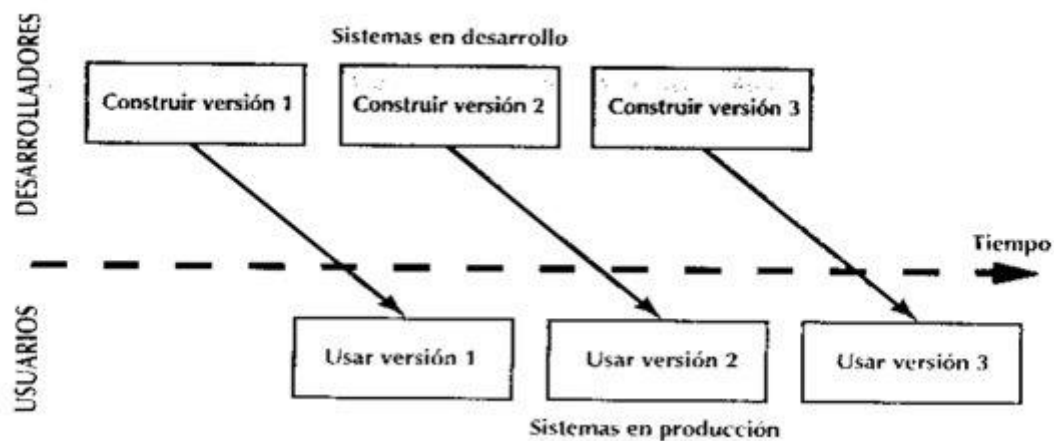 DESARROLLADORES
Sistemas en desarrollo
Construir versión 1
Construir versión 2
Construir versión 3
Tiempo
USUARIOS
Usar versión 1
Usar versión 2
Usar versión 3
Sistemas en producción